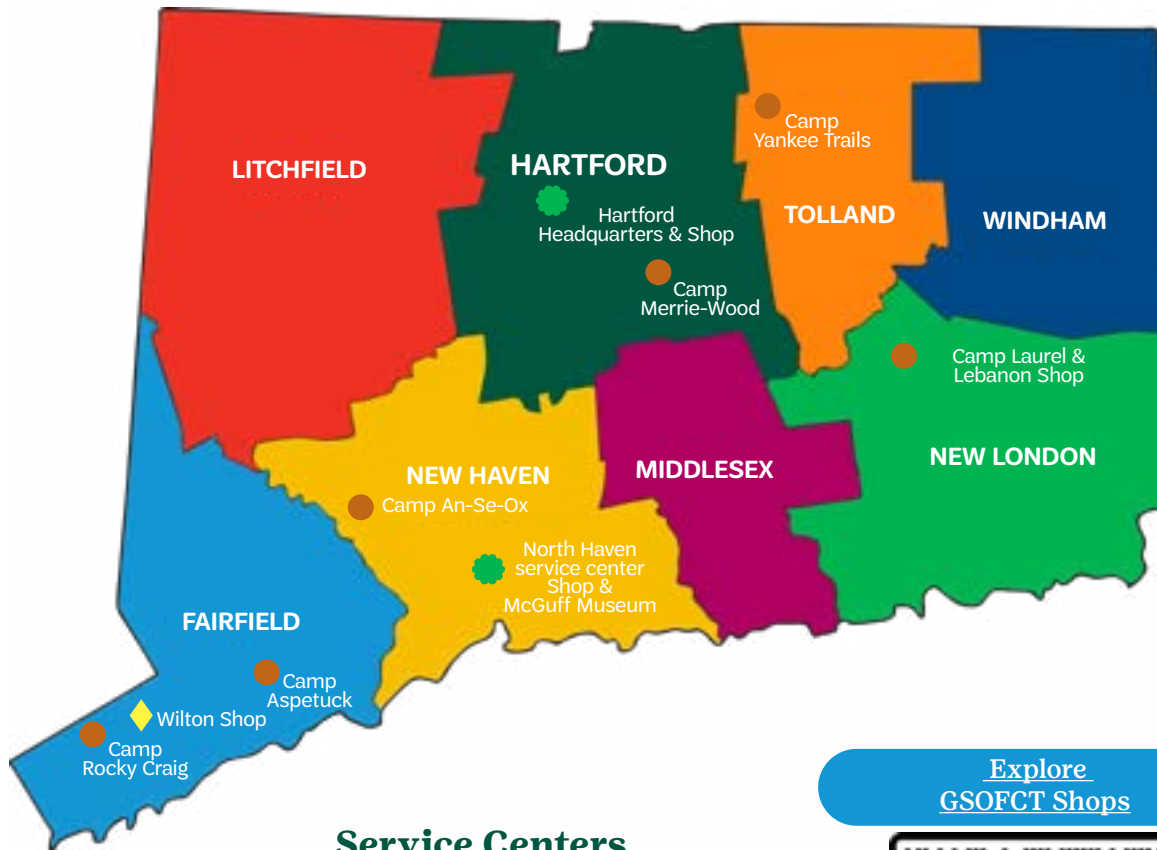 Camp
Yankee Trails
LITCHFIELD
HARTFORD
Hartford
Headquarters & Shop
TOLLAND
WINDHAM
Camp
Merrie-Wood
Camp Laurel &
Lebanon Shop
NEW HAVEN
MIDDLESEX
NEW LONDON
Camp An-Se-Ox
North Haven
service center
Shop &
McGuff Museum
FAIRFIELD
Camp
Aspetuck
Wilton Shop
Camp
Rocky Craig
Explore
GSOFCT Shops
Service Centers